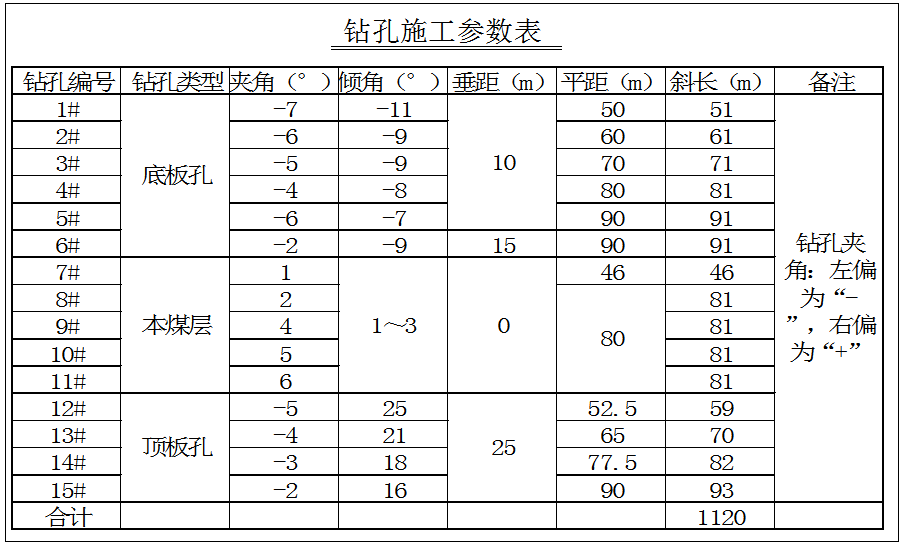 钻孔施工参数表
钻孔编号 钻孔类型 夹角（°） 倾角（°） 垂距（m） 平距（m） 斜长（m） 备注
1# -7 -11 50 51
2# -6 -9 60 61
3# -5 -9 10 70 71
底板孔
4# -4 -8 80 81
5# -6 -7 90 91
6# -2 -9 15 90 91
钻孔夹
7# 1 46 46
角：左偏
8# 2 81
为“-
9# 本煤层 4 1～3 0 81
”，右偏
80
10# 5 81
为“+”
11# 6 81
12# -5 25 52.5 59
13# -4 21 65 70
顶板孔 25
14# -3 18 77.5 82
15# -2 16 90 93
合计 1120